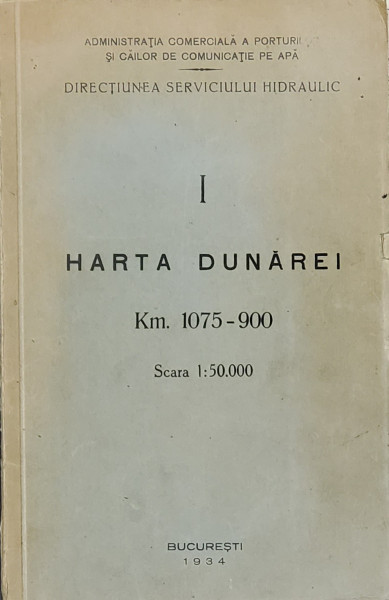 ADMINISTRAȚIA COMERCIALĂ A
ȘI CĂILOR DE COMUNICAȚIE PE APĂ
DIRECȚIUNEA SERVICIULUI HIDRAULIC
I
HARTA DUNĂREI
Km. 1075-900
Scara 1:50.000
BUCUREȘTI
1934